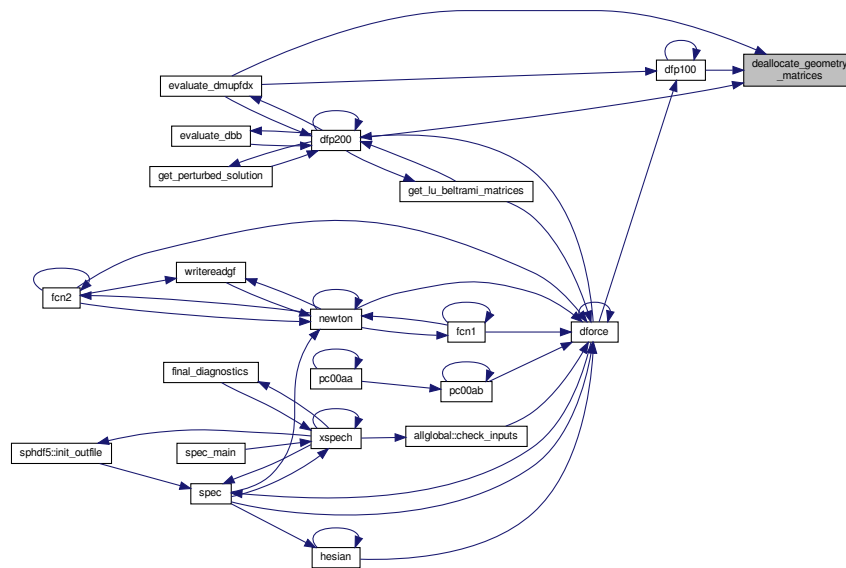 deallocate_geometry
_matrices
dfp100
evaluate_dmupfdx
evaluate_dbb
dfp200
get_perturbed_solution
get_lu_beltrami_matrices
writereadgf
fcn2
newton
fcn1
dforce
final_diagnostics
pc00aa
pc00ab
xspech
allglobal::check_inputs
sphdf5::init_outfile
spec_main
spec
hesian